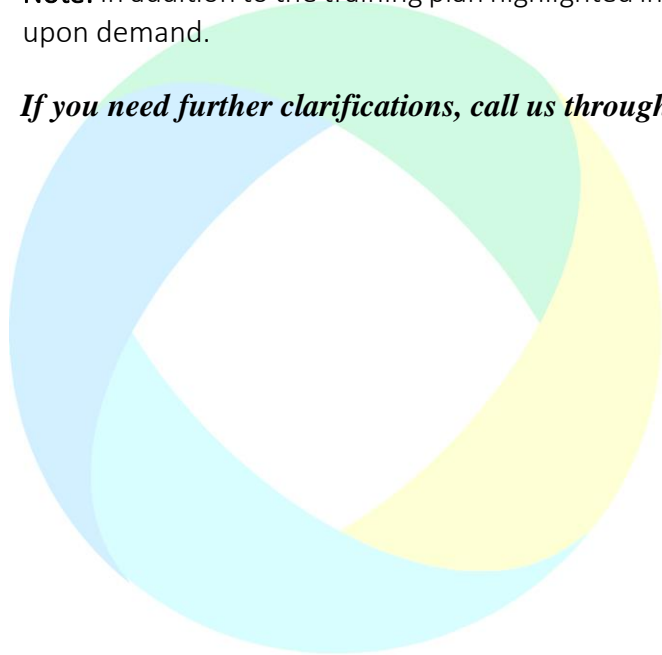 Note: In addition to the training plan highlighted in
upon demand.
If you need further clarifications, call us through